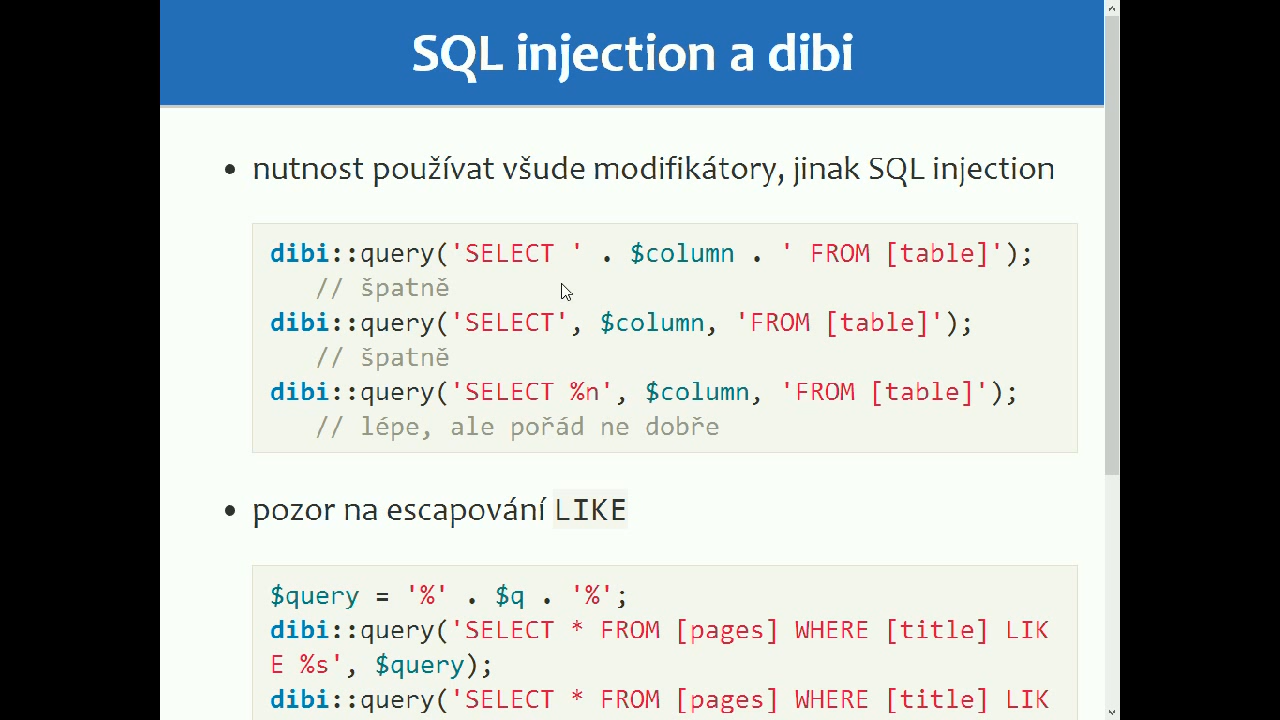 SQL injection a dibi
• nutnost používat všude modifikátory, jinak SQL injection
dibi::query('SELECT ' . $column . ' FROM [table]');
// špatně
dibi::query('SELECT', $column, 'FROM [table]');
// špatně
dibi::query('SELECT %n', $column, 'FROM [table]');
// lépe, ale pořád ne dobře
• pozor na escapování LIKE
$query = '%' . $q . '%';
dibi::query('SELECT * FROM [pages] WHERE [title] LIK
E %s', $query);
dibi::query('SELECT * FROM [pages] WHERE [title] LIK